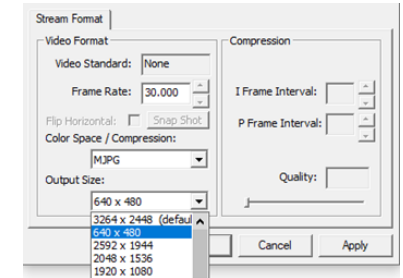 Stream Format
Video Format
Video Standard: None
Frame Rate: 30.000
Flip Horizontal: Snap Shot
Color Space / Compression:
MJPG
Output Size:
640 x 480
3264 x 2448 (defaul
640 x 480
2592 x 1944
2048 x 1536
1920 x 1080
Compression
I Frame Interval:
P Frame Interval:
Quality:
Cancel
Apply